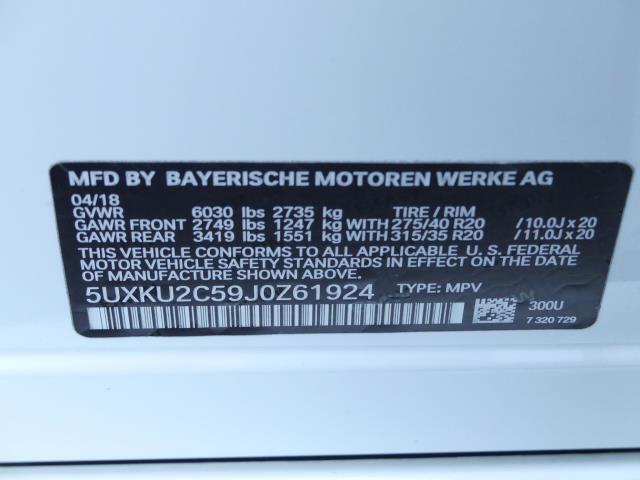 MFD BY BAYERISCHE MOTOREN WERKE AG
04/18
GVWR 6030 lbs 2735 kg TIRE / RIM
GAWR FRONT 2749 lbs 1247 kg WITH 275/40 R20 /10.0J x 20
GAWR REAR 3419 lbs 1551 kg WITH 315/35 R20 /11.0J x 20
THIS VEHICLE CONFORMS TO ALL APPLICABLE U. S. FEDERAL
MOTOR VEHICLE SAFETY STANDARDS IN EFFECT ON THE DATE
OF MANUFACTURE SHOWN ABOVE.
5UXKU2C59J0Z61924 TYPE: MPV
300U
7 320 729